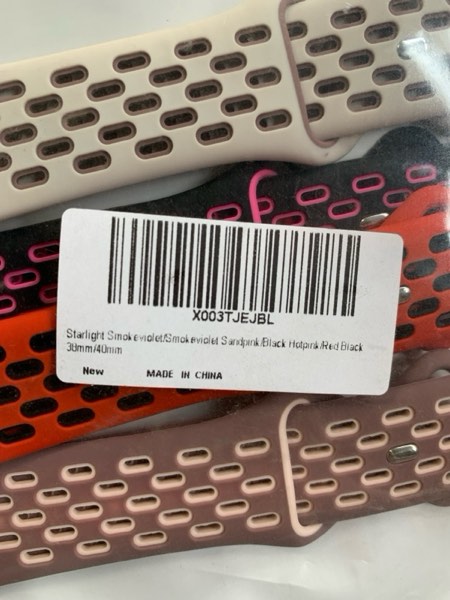 X003TJEJBL
Starlight Smokeviolet/Smokeviolet Sandpink/Black Hotpink/Red Black
38mm/40mm
New MADE IN CHINA